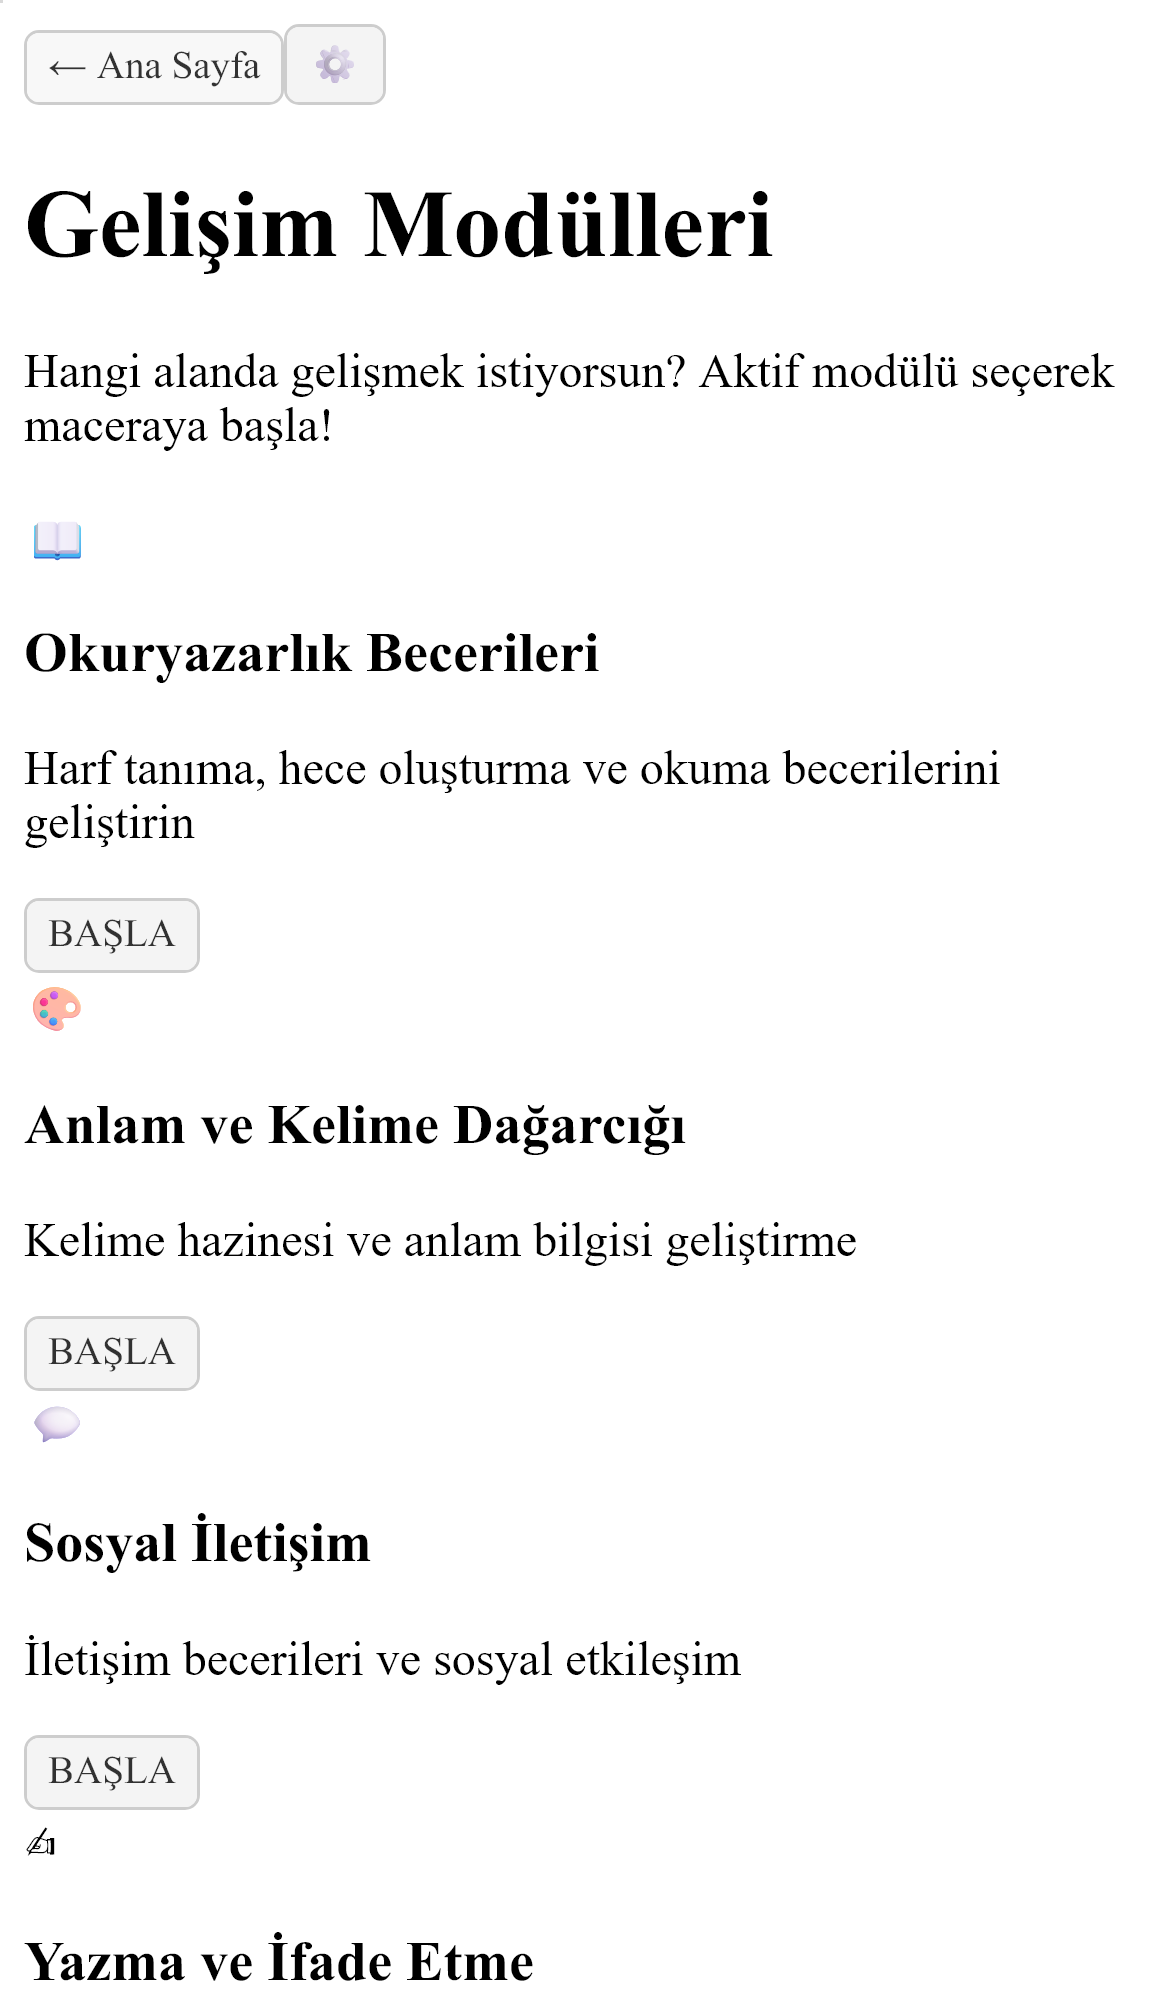 ← Ana Sayfa
Gelişim Modülleri
Hangi alanda gelişmek istiyorsun? Aktif modülü seçerek
maceraya başla!
Okuryazarlık Becerileri
Harf tanıma, hece oluşturma ve okuma becerilerini
geliştirin
BAŞLA
Anlam ve Kelime Dağarcığı
Kelime hazinesi ve anlam bilgisi geliştirme
BAŞLA
Sosyal İletişim
İletişim becerileri ve sosyal etkileşim
BAŞLA
Yazma ve İfade Etme